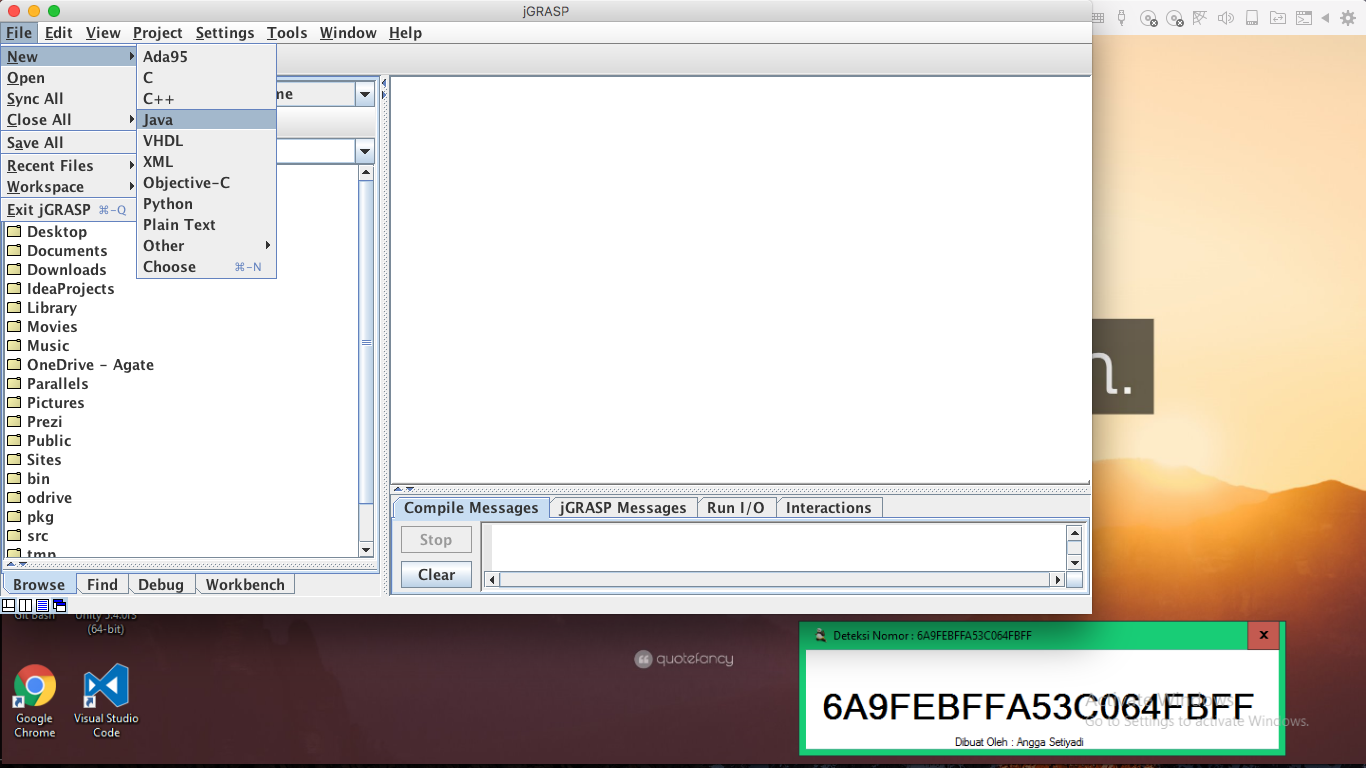 jGRASP
File Edit View Project Settings Tools Window Help
New
Open
Sync All
Close All
Save All
Recent Files
Workspace
Exit jGRASP ⌘-Q
Ada95
C
C++
Java
VHDL
XML
Objective-C
Python
Plain Text
Other
Choose ⌘-N
Desktop
Documents
Downloads
IdeaProjects
Library
Movies
Music
OneDrive - Agate
Parallels
Pictures
Prezi
Public
Sites
bin
odrive
pkg
src
tmp
Browse Find Debug Workbench
Compile Messages jGRASP Messages Run I/O Interactions
Stop
Clear
Git Bash
Unity 5.4.0f3
(64-bit)
Google
Chrome
Visual Studio
Code
quotefancy
Deteksi Nomor : 6A9FEBFFA53C064FBFF
x
6A9FEBFFA53C064FBFF
Dibuat Oleh : Angga Setiyadi
Activate Windows
Go to Settings to activate Windows.